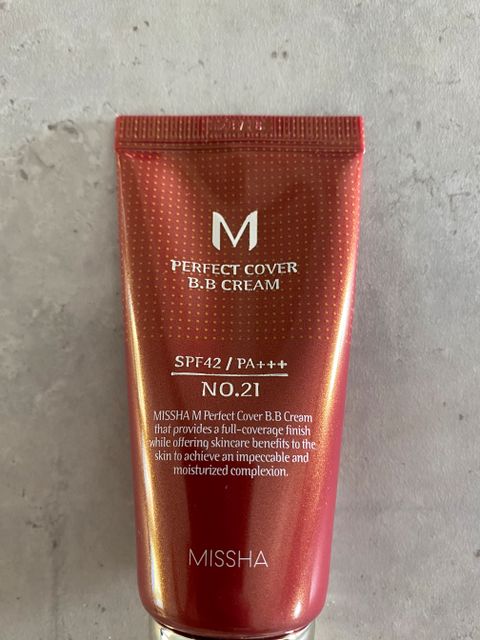 M
PERFECT COVER
B.B CREAM
SPF42 / PA+++
NO.21
MISSHA M Perfect Cover B.B Cream
that provides a full-coverage finish
while offering skincare benefits to the
skin to achieve an impeccable and
moisturized complexion.
MISSHA